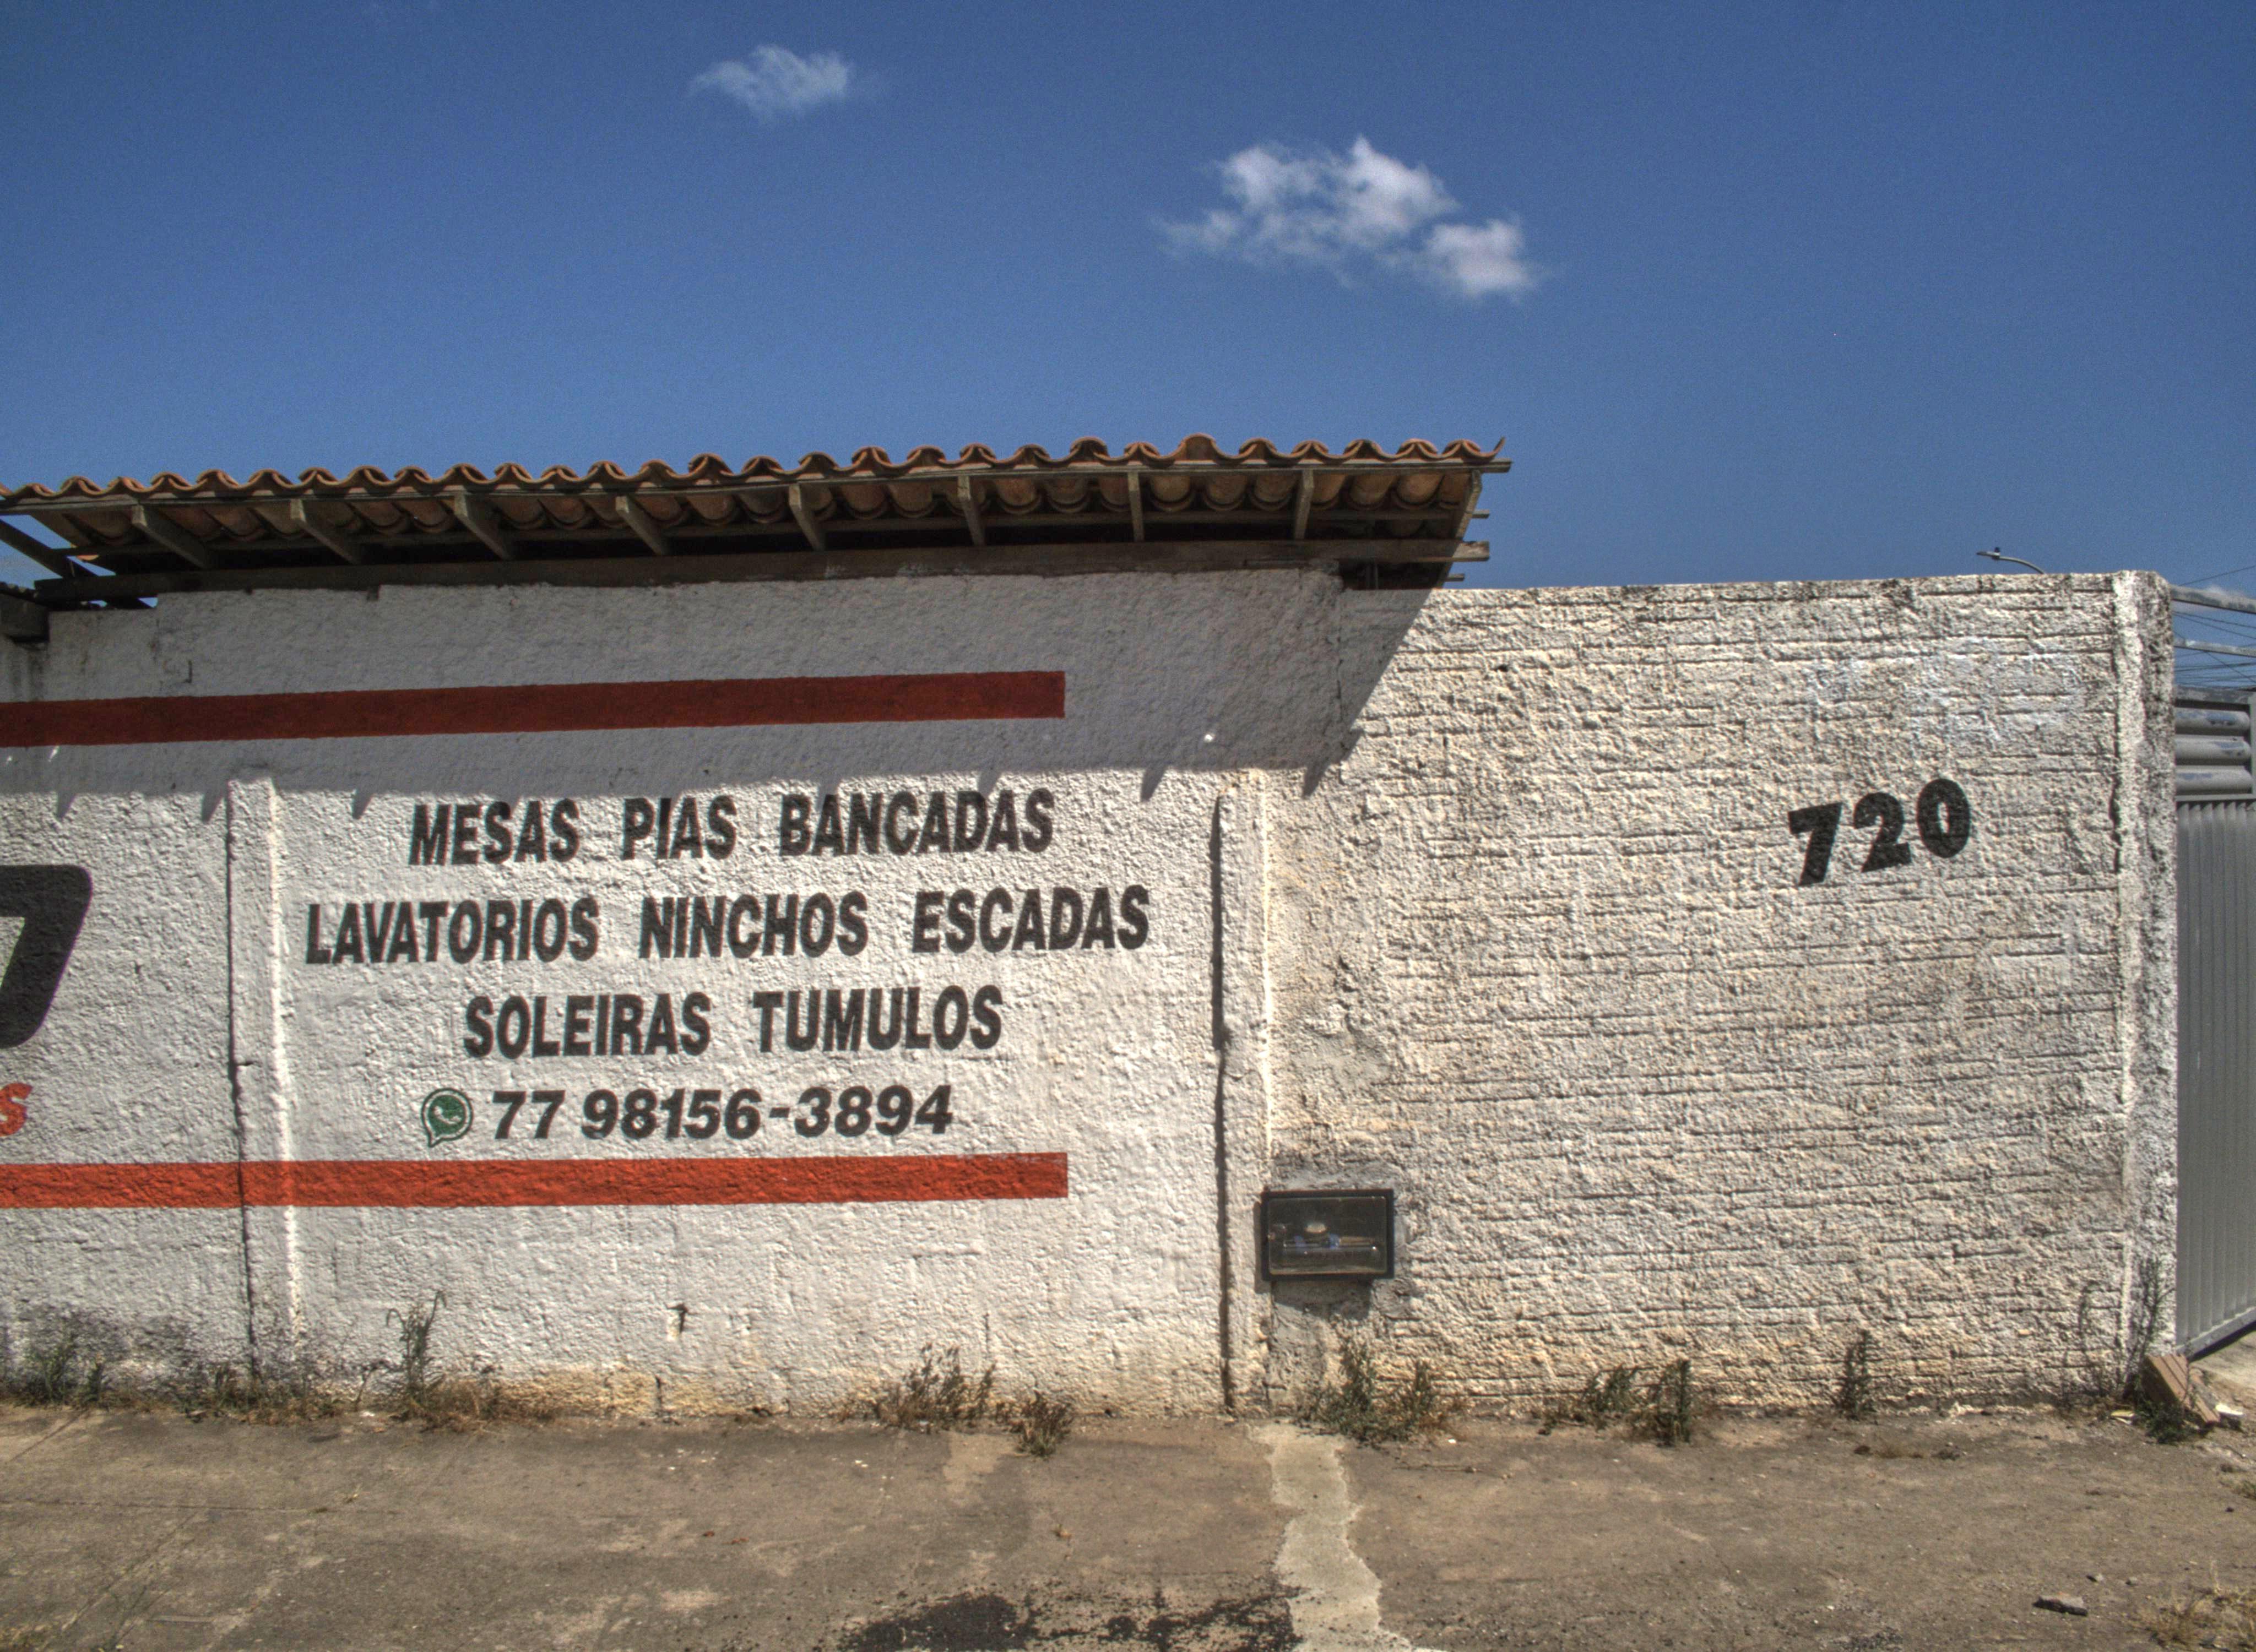 MESAS PIAS BANCADAS
LAVATORIOS NINCHOS ESCADAS
SOLEIRAS TUMULOS
77 98156-3894
720